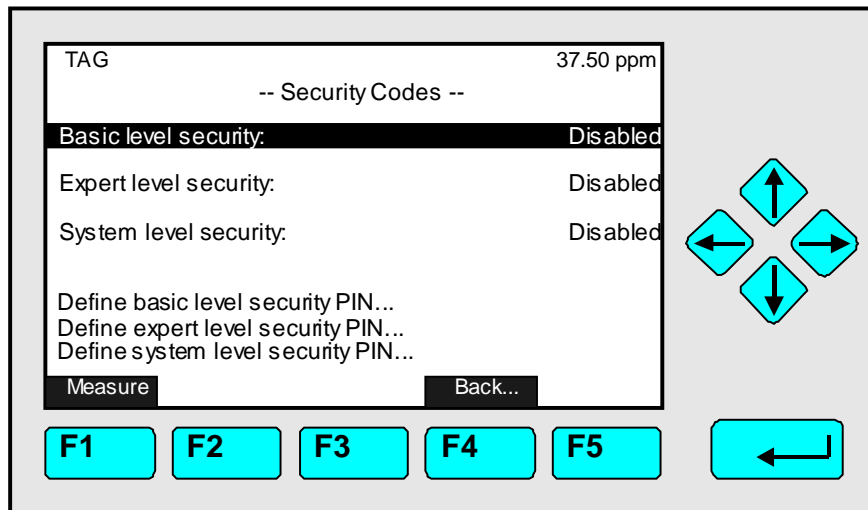 TAG 37.50 ppm
-- Security Codes --
Basic level security: Disabled
Expert level security: Disabled
System level security: Disabled
Define basic level security PIN...
Define expert level security PIN...
Define system level security PIN...
Measure Back...
F1 F2 F3 F4 F5